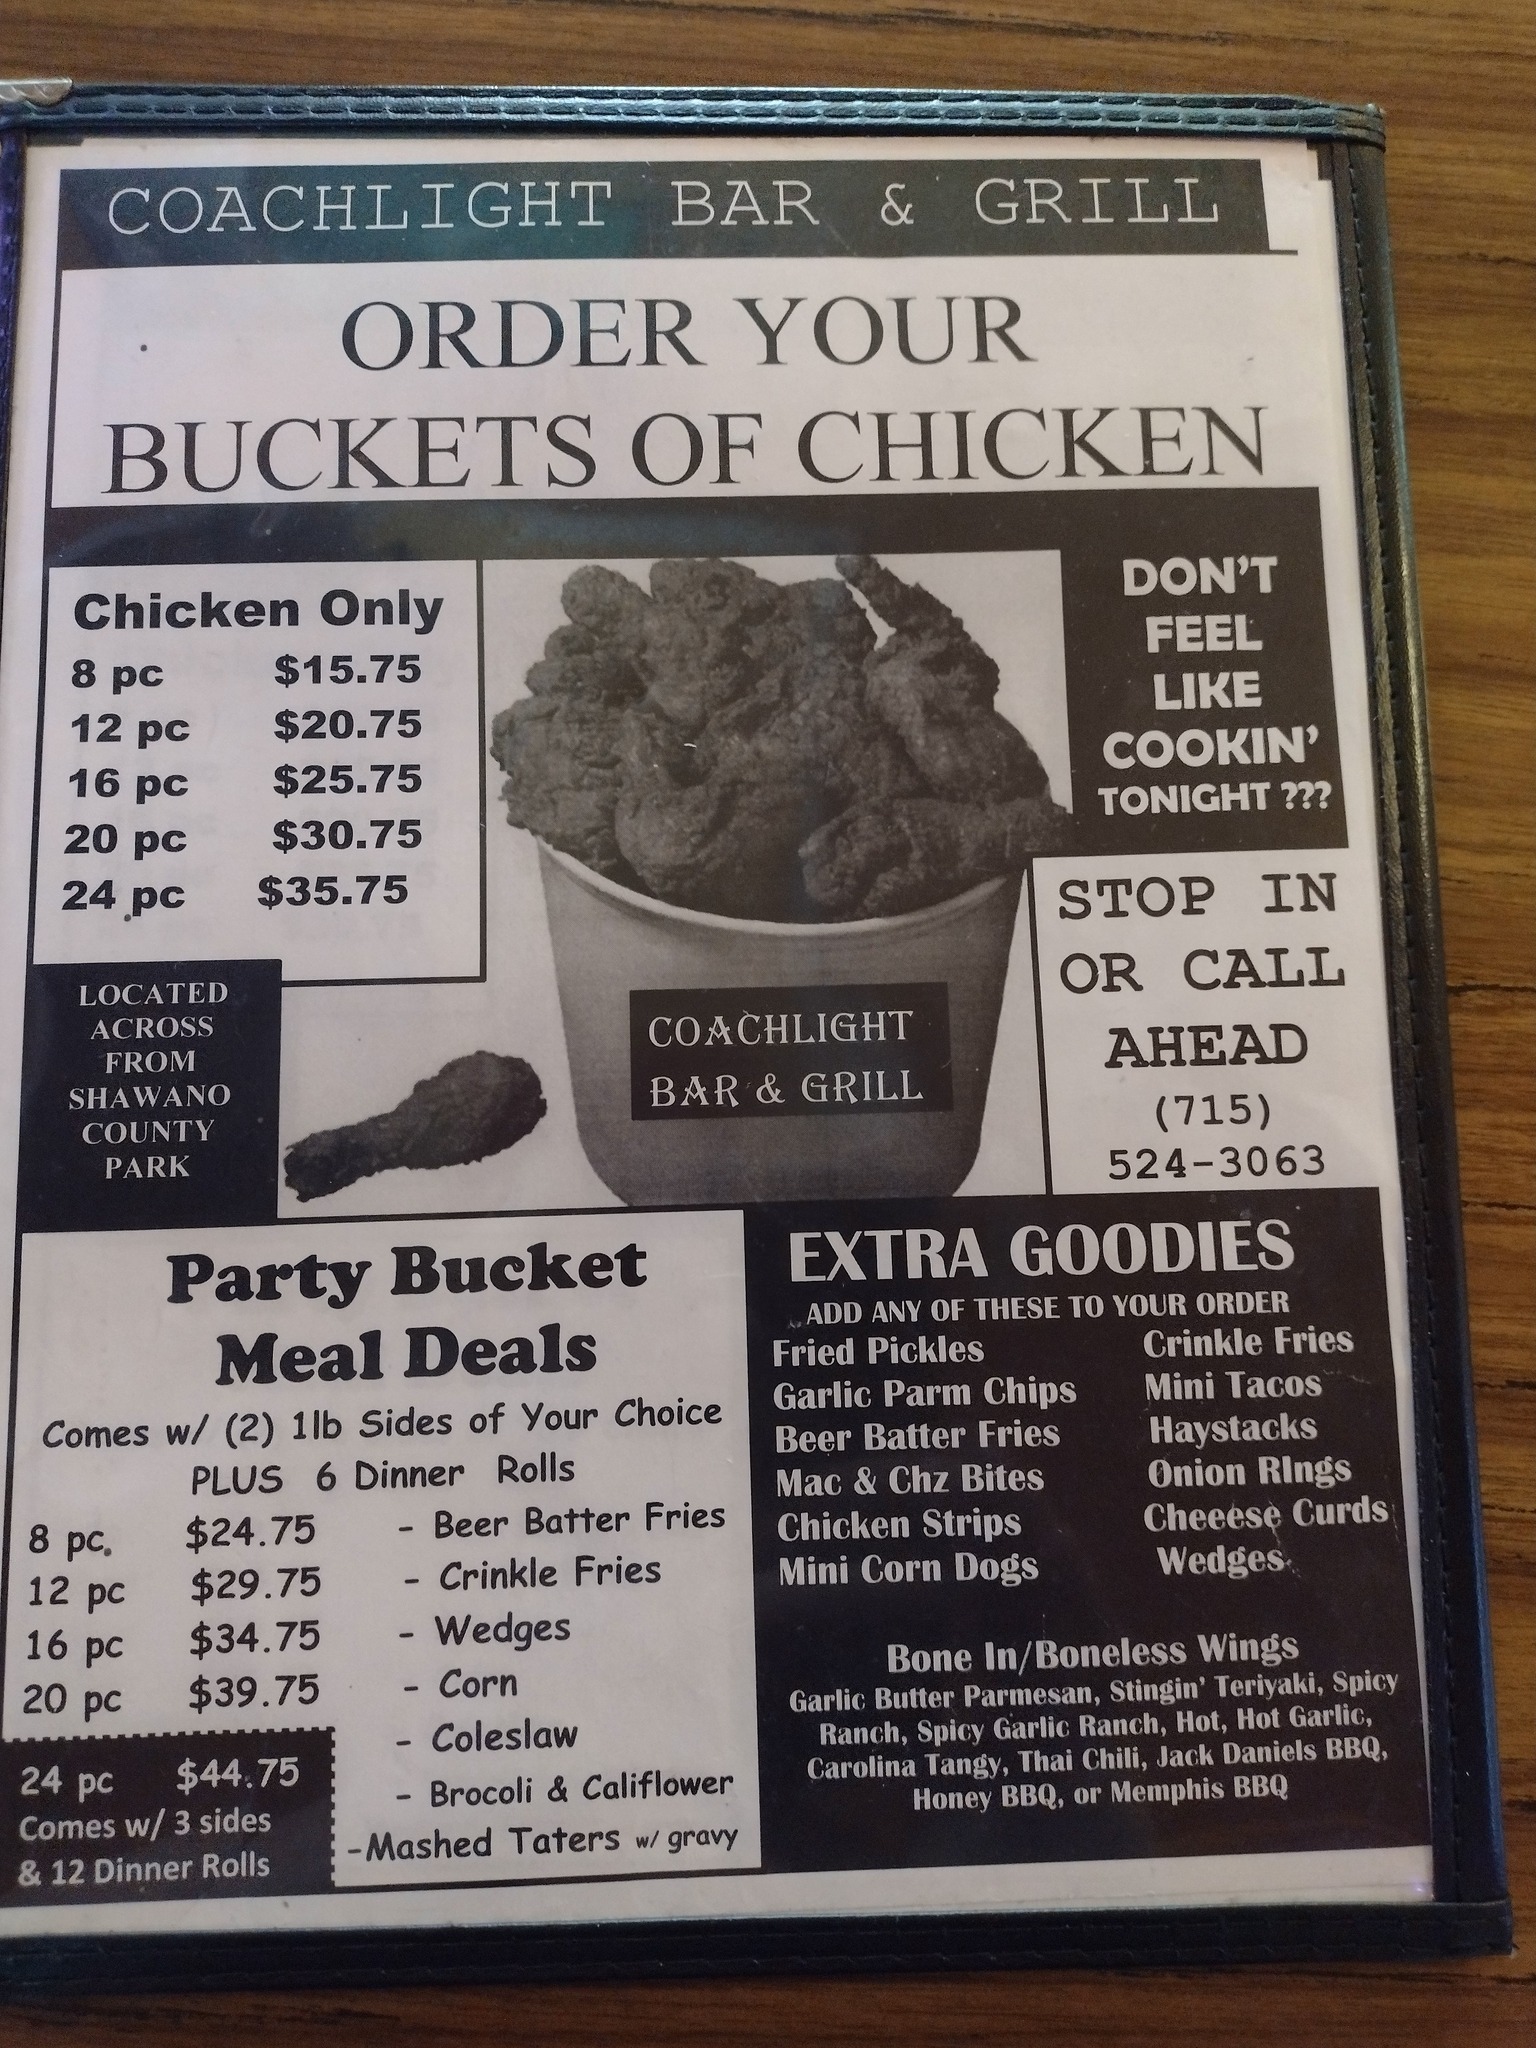 COACHLIGHT BAR & GRILL
ORDER YOUR
BUCKETS OF CHICKEN
Chicken Only
8 pc $15.75
12 pc $20.75
16 pc $25.75
20 pc $30.75
24 pc $35.75
DON'T
FEEL
LIKE
COOKIN'
TONIGHT ???
STOP IN
OR CALL
AHEAD
(715)
524-3063
LOCATED
ACROSS
FROM
SHAWANO
COUNTY
PARK
COACHLIGHT
BAR & GRILL
Party Bucket
Meal Deals
Comes w/ (2) 1lb Sides of Your Choice
PLUS 6 Dinner Rolls
8 pc. $24.75
12 pc $29.75
16 pc $34.75
20 pc $39.75
24 pc $44.75
Comes w/ 3 sides
& 12 Dinner Rolls
- Beer Batter Fries
- Crinkle Fries
- Wedges
- Corn
- Coleslaw
- Brocoli & Califlower
-Mashed Taters w/ gravy
EXTRA GOODIES
ADD ANY OF THESE TO YOUR ORDER
Fried Pickles
Garlic Parm Chips
Beer Batter Fries
Mac & Chz Bites
Chicken Strips
Mini Corn Dogs
Crinkle Fries
Mini Tacos
Haystacks
Onion RIngs
Cheeese Curds
Wedges
Bone In/Boneless Wings
Garlic Butter Parmesan, Stingin' Teriyaki, Spicy
Ranch, Spicy Garlic Ranch, Hot, Hot Garlic,
Carolina Tangy, Thai Chili, Jack Daniels BBQ,
Honey BBQ, or Memphis BBQ